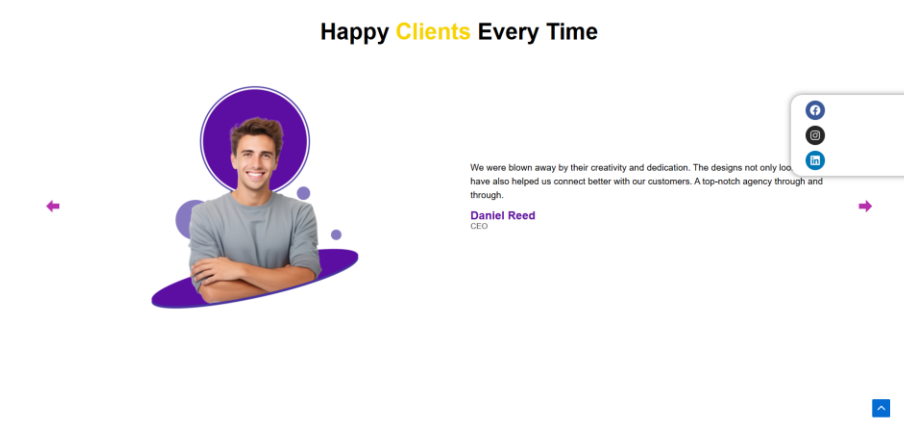 Happy Clients Every Time
We were blown away by their creativity and dedication. The designs not only
have also helped us connect better with our customers. A top-notch agency through and
through.
Daniel Reed
CEO